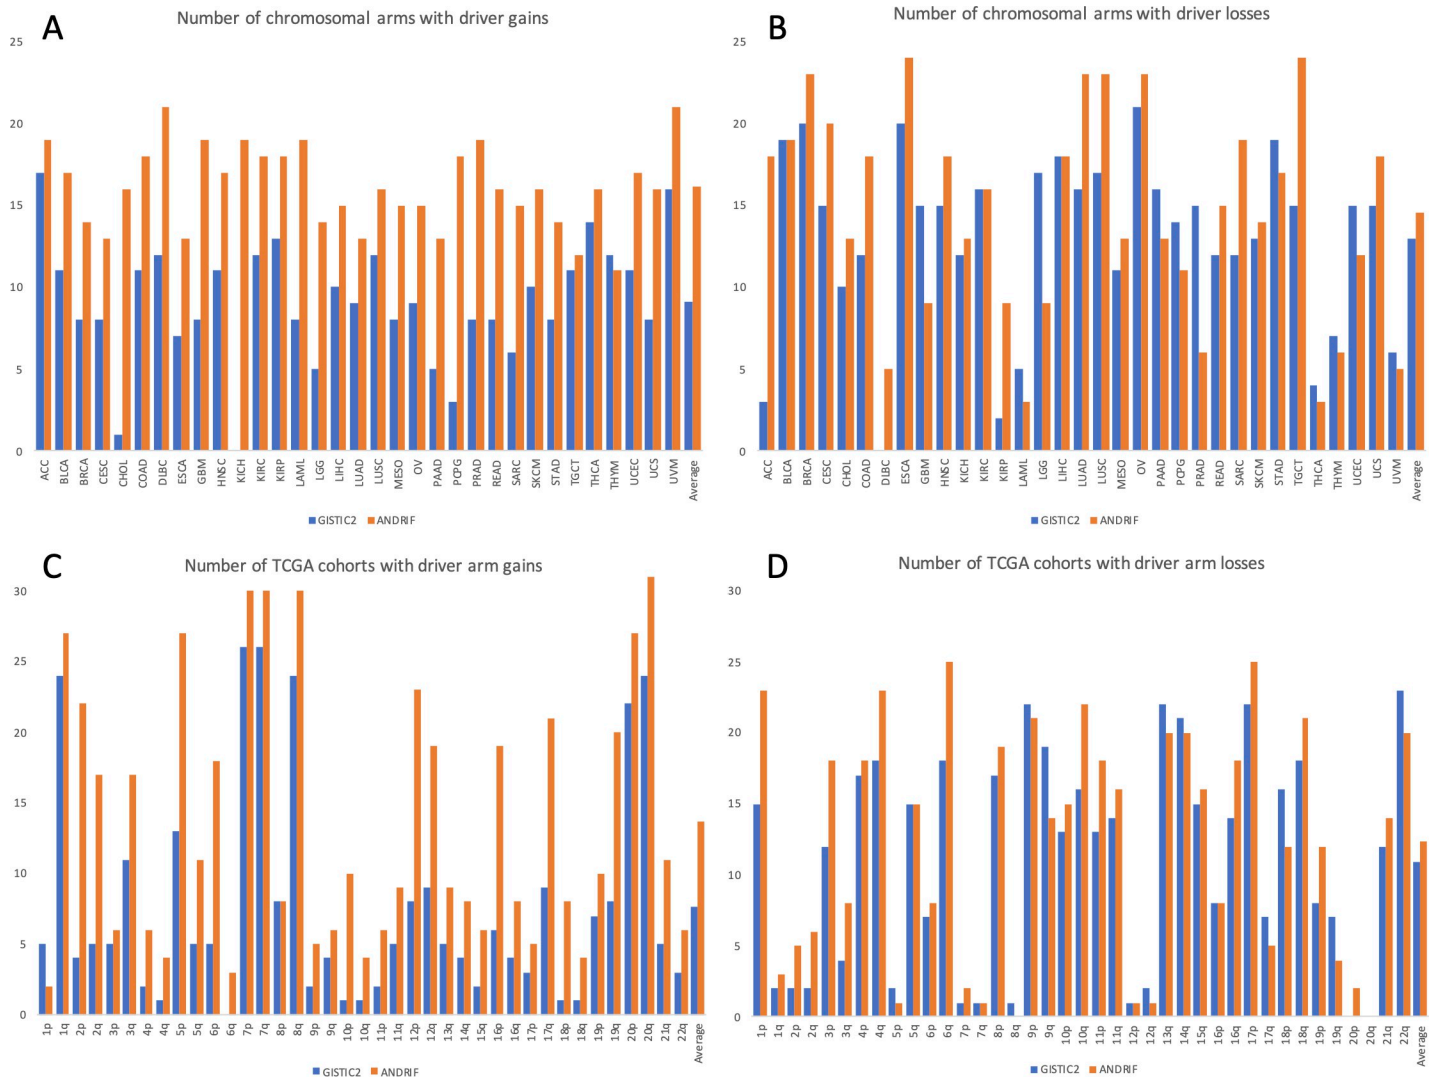 A
Number of chromosomal arms with driver gains
25
20
15
10
5
0
ACC BLCA BRCA CESC CHOL COAD DLBC ESCA GBM HNSC KICH KIRC KIRP LAML LGG LIHC LUAD LUSC MESO OV PAAD PCPG PRAD READ SARC SKCM STAD TGCT THCA THYM UCEC UCS UVM Average
GISTIC2 ANDRIF
B
Number of chromosomal arms with driver losses
25
20
15
10
5
0
ACC BLCA BRCA CESC CHOL COAD DLBC ESCA GBM HNSC KICH KIRC KIRP LAML LGG LIHC LUAD LUSC MESO OV PAAD PCPG PRAD READ SARC SKCM STAD TGCT THCA THYM UCEC UCS UVM Average
GISTIC2 ANDRIF
C
Number of TCGA cohorts with driver arm gains
30
25
20
15
10
5
0
1p 1q 2p 2q 3p 3q 4p 4q 5p 5q 6p 6q 7p 7q 8p 8q 9p 9q 10p 10q 11p 11q 12p 12q 13q 14q 15q 16p 16q 17p 17q 18p 18q 19p 19q 20p 20q 21q 22q Average
GISTIC2 ANDRIF
D
Number of TCGA cohorts with driver arm losses
30
25
20
15
10
5
0
1p 1q 2p 2q 3p 3q 4p 4q 5p 5q 6p 6q 7p 7q 8p 8q 9p 9q 10p 10q 11p 11q 12p 12q 13q 14q 15q 16p 16q 17p 17q 18p 18q 19p 19q 20p 20q 21q 22q Average
GISTIC2 ANDRIF